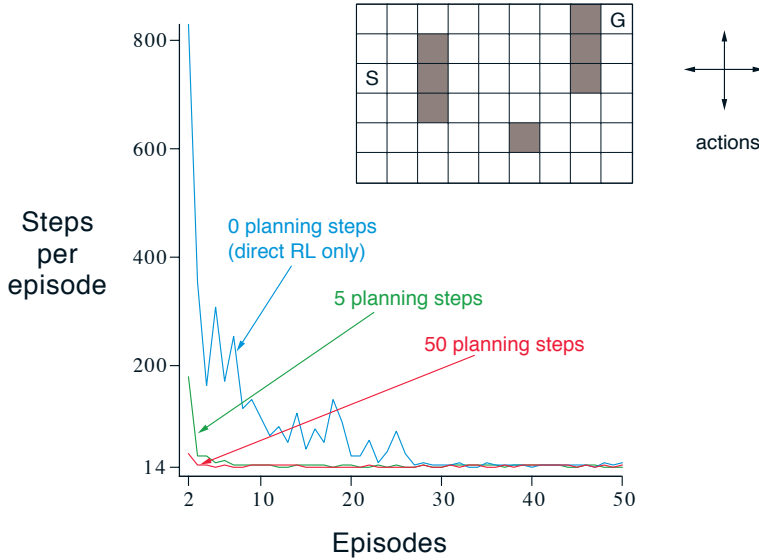 800
600
400
200
14
Steps
per
episode
2
10
20
30
40
50
Episodes
0 planning steps
(direct RL only)
5 planning steps
50 planning steps
S
G
actions